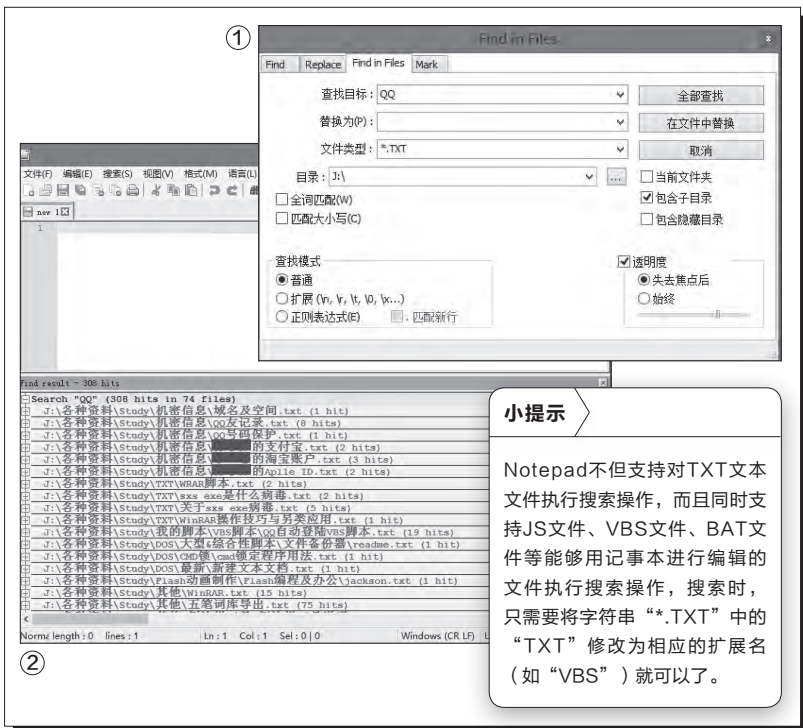 ①
Find in Files
Find Replace Find in Files Mark
查找目标： QQ 全部查找
替换为(P)： 在文件中替换
文件类型： *.TXT 取消
目录： J:\ ... 当前文件夹
全词匹配(W) 包含子目录
匹配大小写(C) 包含隐藏目录
查找模式 透明度
普通 失去焦点后
扩展 (\n, \r, \t, \0, \x...) 始终
正则表达式(E) . 匹配新行
文件(F) 编辑(E) 搜索(S) 视图(V) 格式(M) 语言(L)
new 1
1
Find result - 308 hits
Search "QQ" (308 hits in 74 files)
J:\各种资料\Study\机密信息\域名及空间.txt (1 hit)
J:\各种资料\Study\机密信息\QQ友记录.txt (8 hits)
J:\各种资料\Study\机密信息\QQ号码保护.txt (1 hit)
J:\各种资料\Study\机密信息\ 的支付宝.txt (2 hits)
J:\各种资料\Study\机密信息\ 的淘宝账户.txt (3 hits)
J:\各种资料\Study\机密信息\ 的Aplle ID.txt (2 hits)
J:\各种资料\Study\TXT\WRAR脚本.txt (2 hits)
J:\各种资料\Study\TXT\sxs exe是什么病毒.txt (2 hits)
J:\各种资料\Study\TXT\关于sxs exe病毒.txt (5 hits)
J:\各种资料\Study\TXT\WinRAR操作技巧与另类应用.txt (1 hit)
J:\各种资料\Study\我的脚本\VBS脚本\QQ自动登陆VBS脚本.txt (19 hits)
J:\各种资料\Study\DOS\大型&综合性脚本\文件备份器\readme.txt (1 hit)
J:\各种资料\Study\DOS\CMD锁\cmd锁定程序用法.txt (1 hit)
J:\各种资料\Study\DOS\最新\新建文本文档.txt (1 hit)
J:\各种资料\Study\Flash动画制作\Flash编程及办公\jackson.txt (1 hit)
J:\各种资料\Study\其他\WinRAR.txt (15 hits)
J:\各种资料\Study\其他\五笔词库导出.txt (75 hits)
Norma length : 0 lines : 1 Ln : 1 Col : 1 Sel : 0 | 0 Windows (CR LF) U
②
小提示
Notepad不但支持对TXT文本
文件执行搜索操作，而且同时支
持JS文件、VBS文件、BAT文
件等能够用记事本进行编辑的
文件执行搜索操作，搜索时，
只需要将字符串“*.TXT”中的
“TXT”修改为相应的扩展名
（如“VBS”）就可以了。